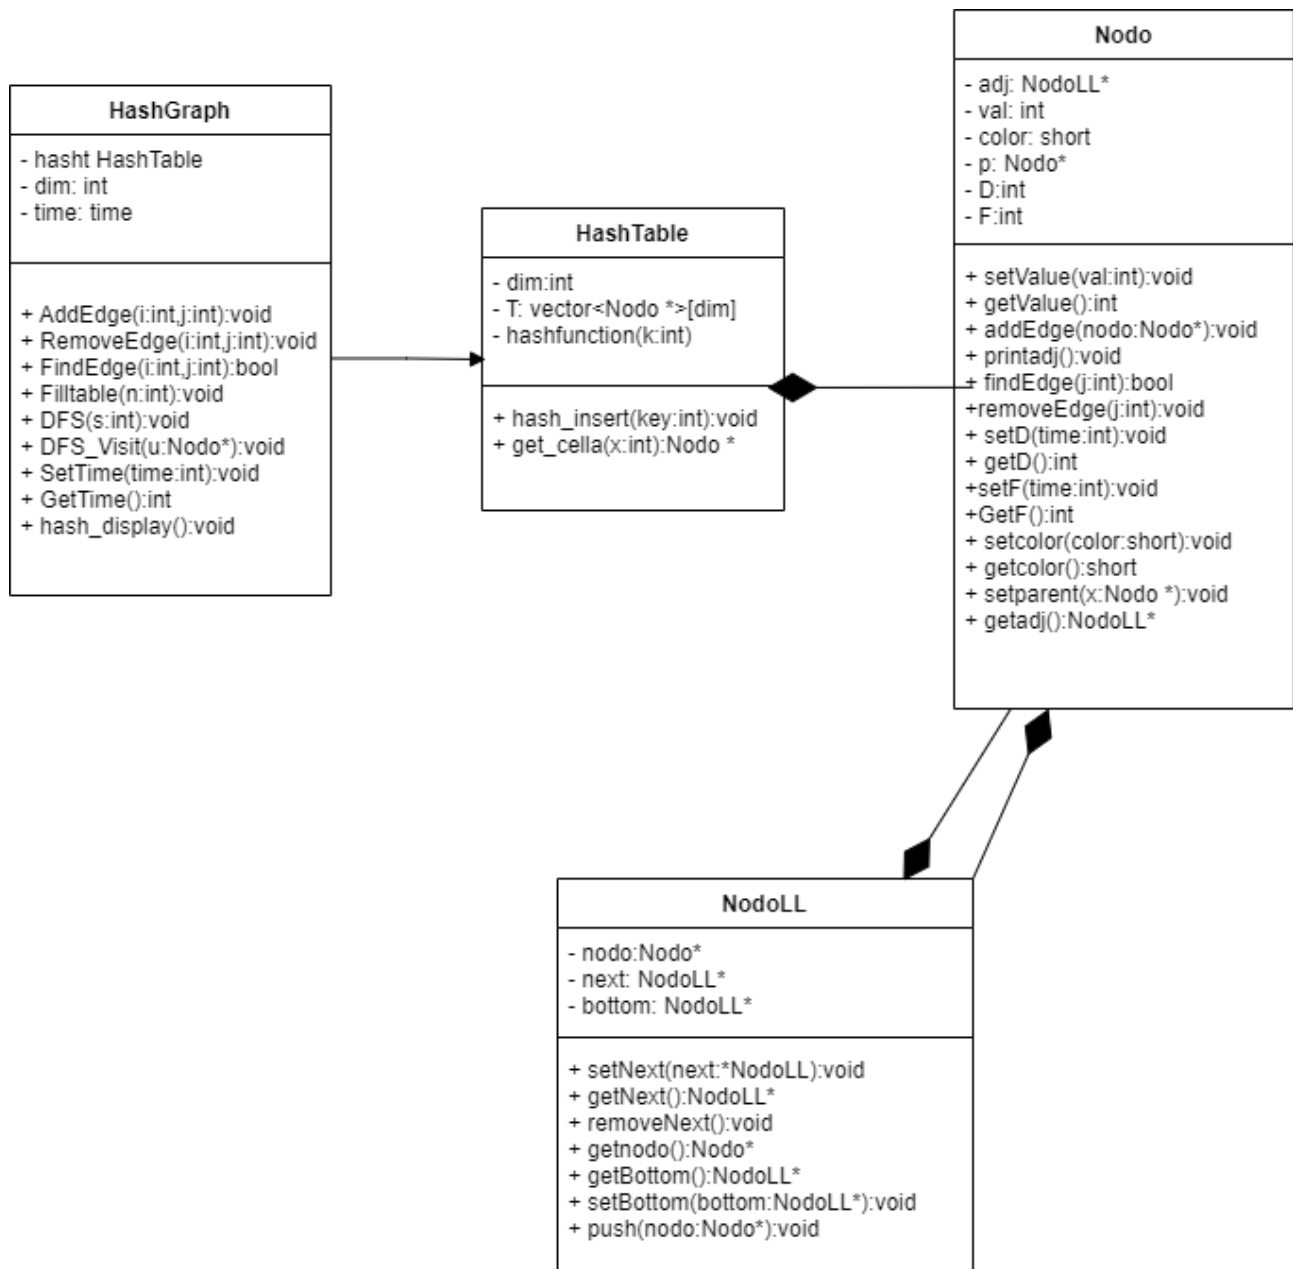 HashGraph
- hasht HashTable
- dim: int
- time: time
+ AddEdge(i:int,j:int):void
+ RemoveEdge(i:int,j:int):void
+ FindEdge(i:int,j:int):bool
+ Filltable(n:int):void
+ DFS(s:int):void
+ DFS_Visit(u:Nodo*):void
+ SetTime(time:int):void
+ GetTime():int
+ hash_display():void
HashTable
- dim:int
- T: vector<Nodo *>[dim]
- hashfunction(k:int)
+ hash_insert(key:int):void
+ get_cella(x:int):Nodo *
Nodo
- adj: NodoLL*
- val: int
- color: short
- p: Nodo*
- D:int
- F:int
+ setValue(val:int):void
+ getValue():int
+ addEdge(nodo:Nodo*):void
+ printadj():void
+ findEdge(j:int):bool
+removeEdge(j:int):void
+ setD(time:int):void
+ getD():int
+setF(time:int):void
+GetF():int
+ setcolor(color:short):void
+ getcolor():short
+ setparent(x:Nodo *):void
+ getadj():NodoLL*
NodoLL
- nodo:Nodo*
- next: NodoLL*
- bottom: NodoLL*
+ setNext(next:*NodoLL):void
+ getNext():NodoLL*
+ removeNext():void
+ getnodo():Nodo*
+ getBottom():NodoLL*
+ setBottom(bottom:NodoLL*):void
+ push(nodo:Nodo*):void